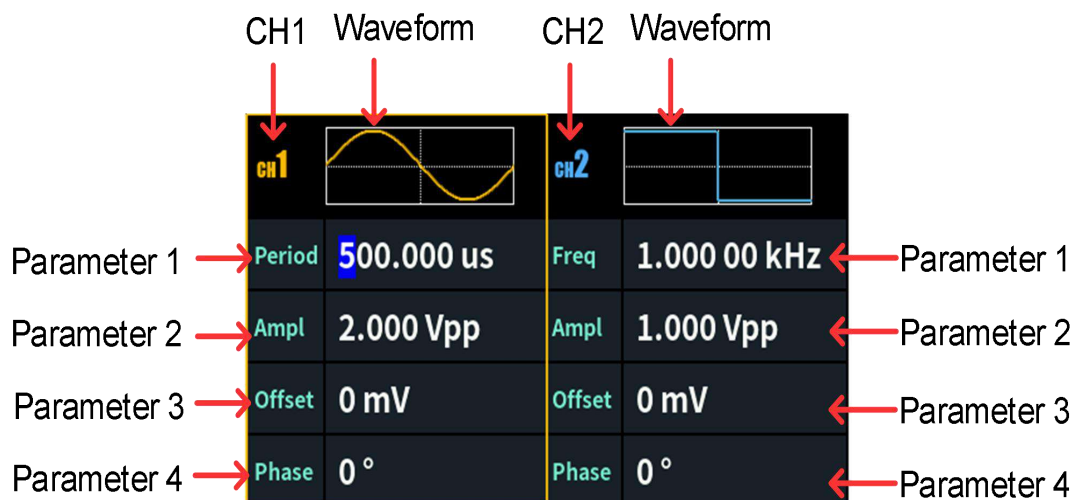 CH1 Waveform CH2 Waveform
CH1 CH2
Parameter 1 Period 500.000 us Freq 1.000 00 kHz Parameter 1
Parameter 2 Ampl 2.000 Vpp Ampl 1.000 Vpp Parameter 2
Parameter 3 Offset 0 mV Offset 0 mV Parameter 3
Parameter 4 Phase 0 ° Phase 0 ° Parameter 4